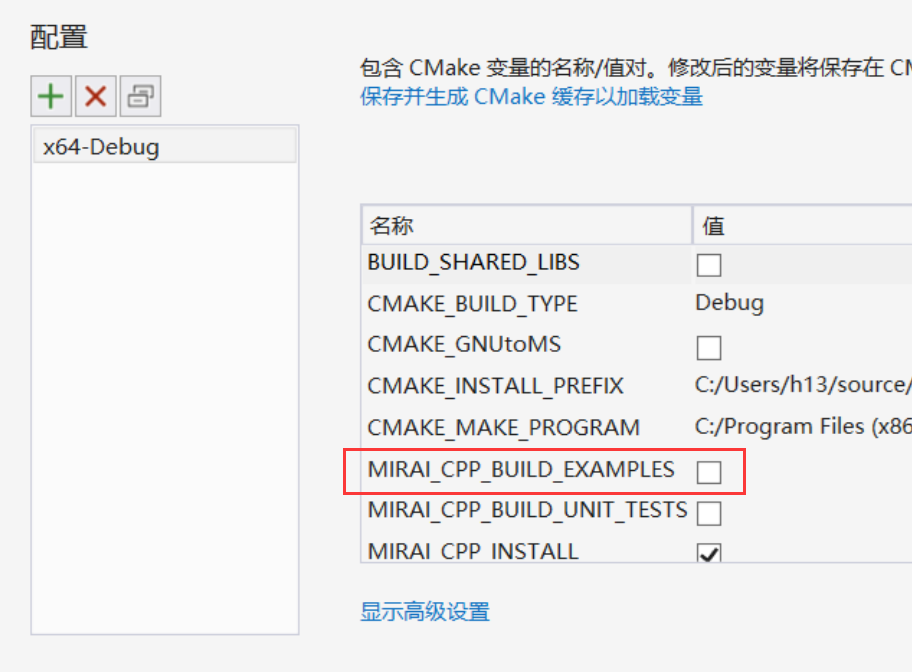 配置
包含 CMake 变量的名称/值对。修改后的变量将保存在
保存并生成 CMake 缓存以加载变量
x64-Debug
名称 值
BUILD_SHARED_LIBS
CMAKE_BUILD_TYPE Debug
CMAKE_GNUtoMS
CMAKE_INSTALL_PREFIX C:/Users/h13/source/
CMAKE_MAKE_PROGRAM C:/Program Files (x86
MIRAI_CPP_BUILD_EXAMPLES
MIRAI_CPP_BUILD_UNIT_TESTS
MIRAI_CPP_INSTALL
显示高级设置